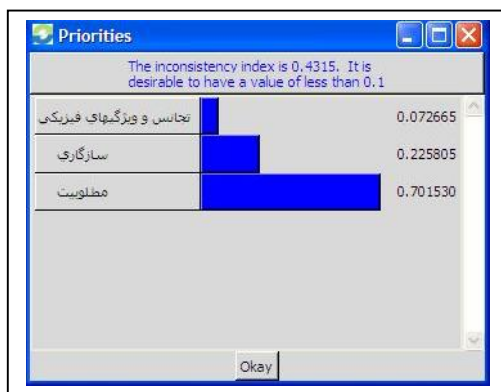 Priorities
The inconsistency index is 0.4315. It is
desirable to have a value of less than 0.1
تجانس و ویژگیهای فیزیکی 0.072665
سازگاری 0.225805
مطلوبیت 0.701530
Okay